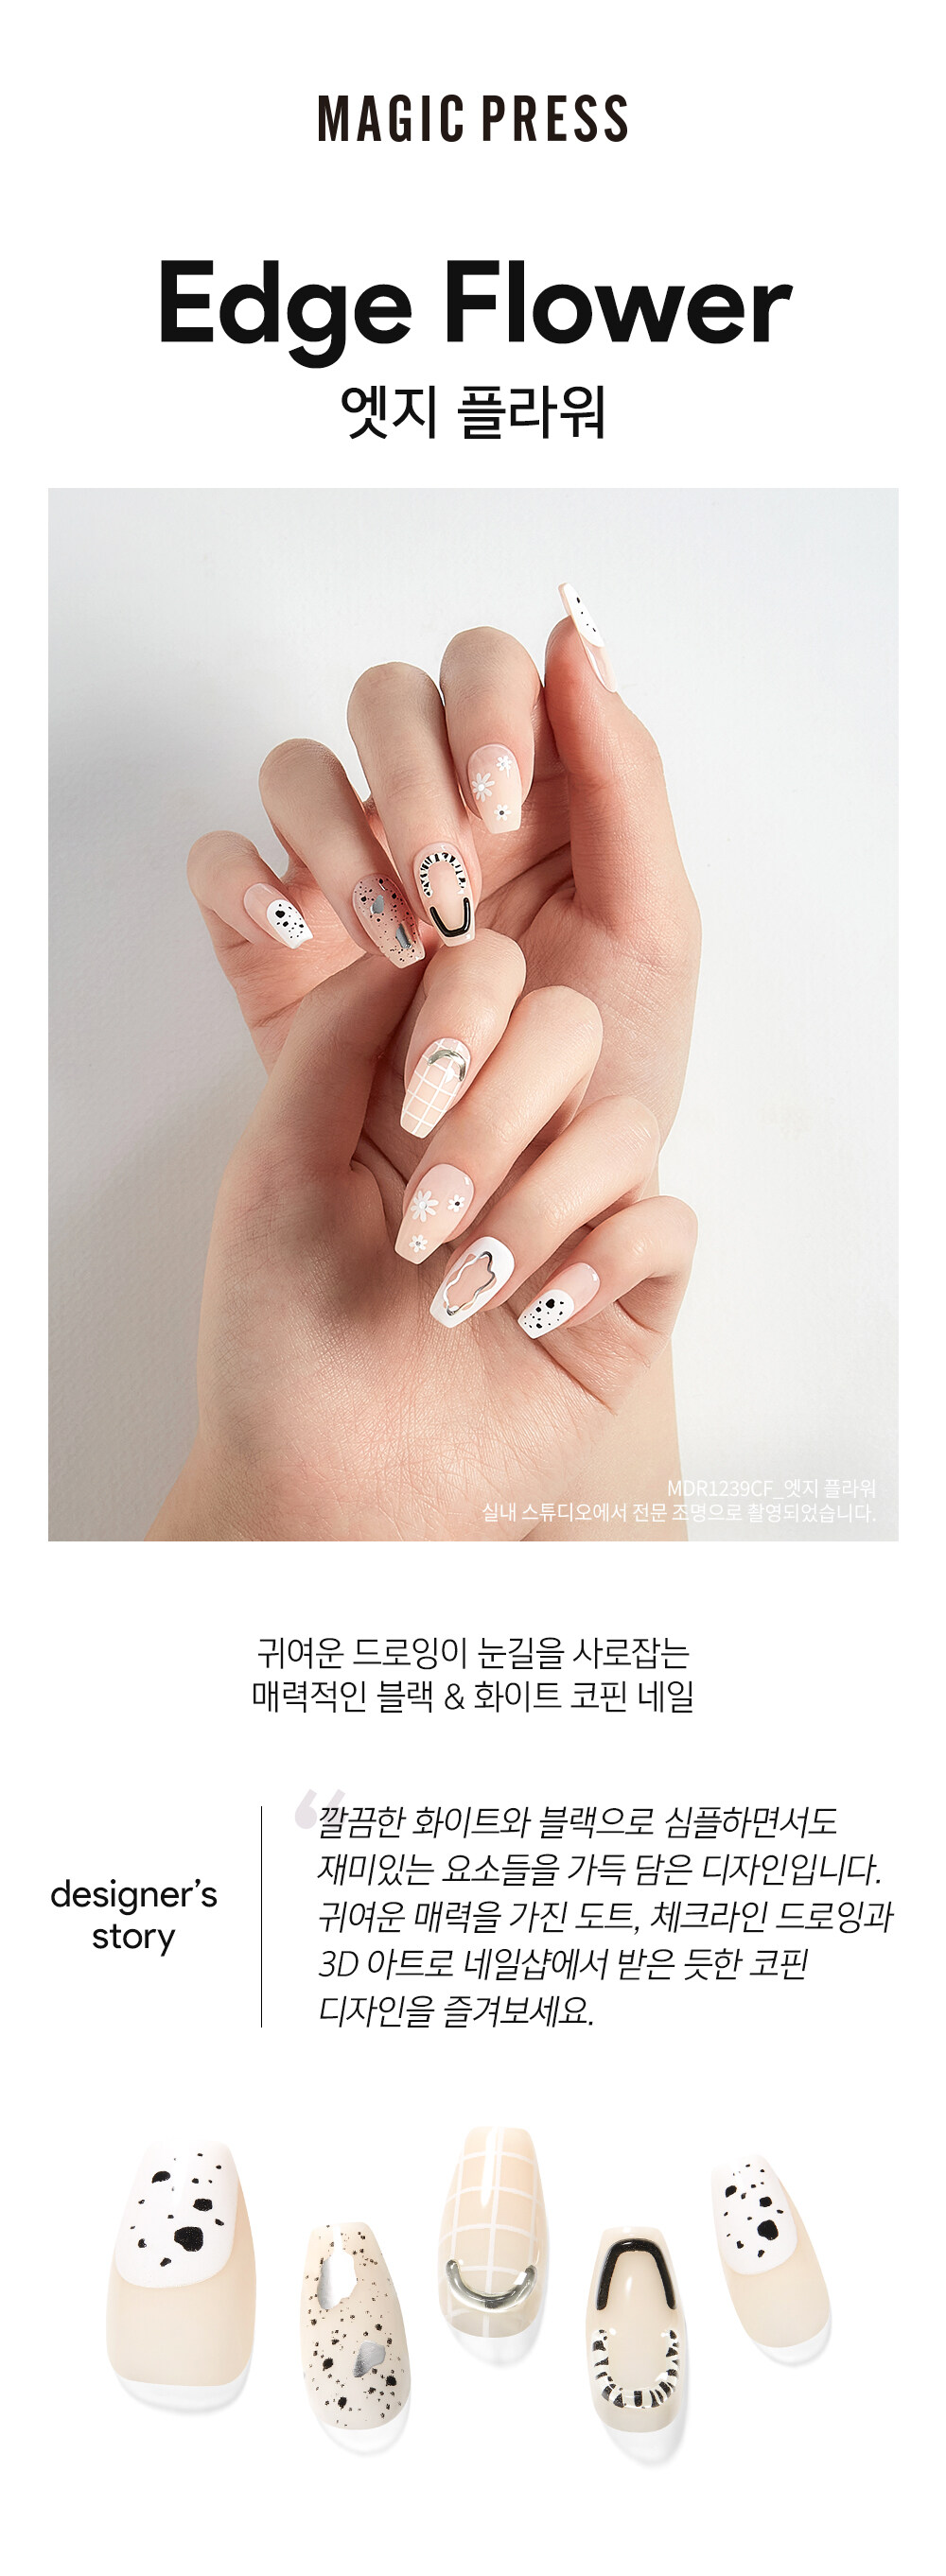 MAGIC PRESS
Edge Flower
엣지 플라워
MDR1239CF_엣지 플라워
실내 스튜디오에서 전문 조명으로 촬영되었습니다.
귀여운 드로잉이 눈길을 사로잡는
매력적인 블랙 & 화이트 코핀 네일
designer’s
story
“
깔끔한 화이트와 블랙으로 심플하면서도
재미있는 요소들을 가득 담은 디자인입니다.
귀여운 매력을 가진 도트, 체크라인 드로잉과
3D 아트로 네일샵에서 받은 듯한 코핀
디자인을 즐겨보세요.